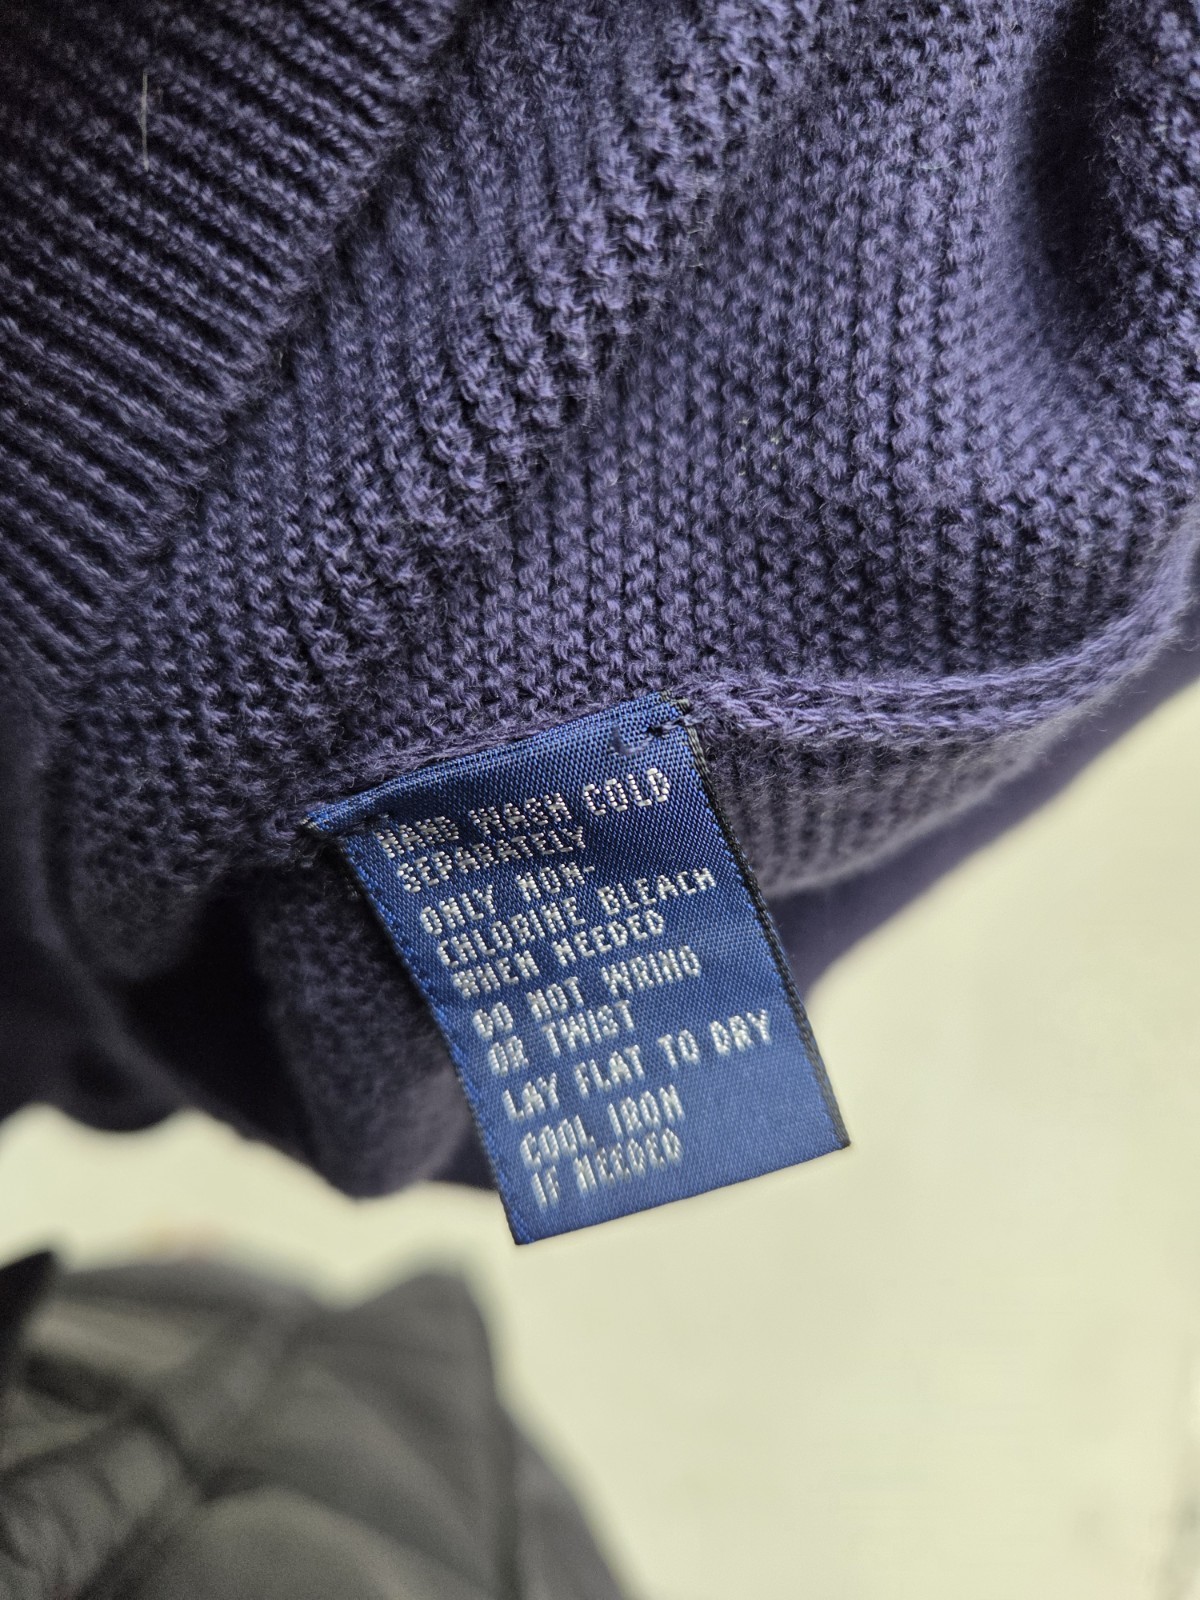 HAND WASH COLD
SEPARATELY
ONLY NON-
CHLORINE BLEACH
WHEN NEEDED
DO NOT WRING
OR TWIST
LAY FLAT TO DRY
COOL IRON
IF NEEDED